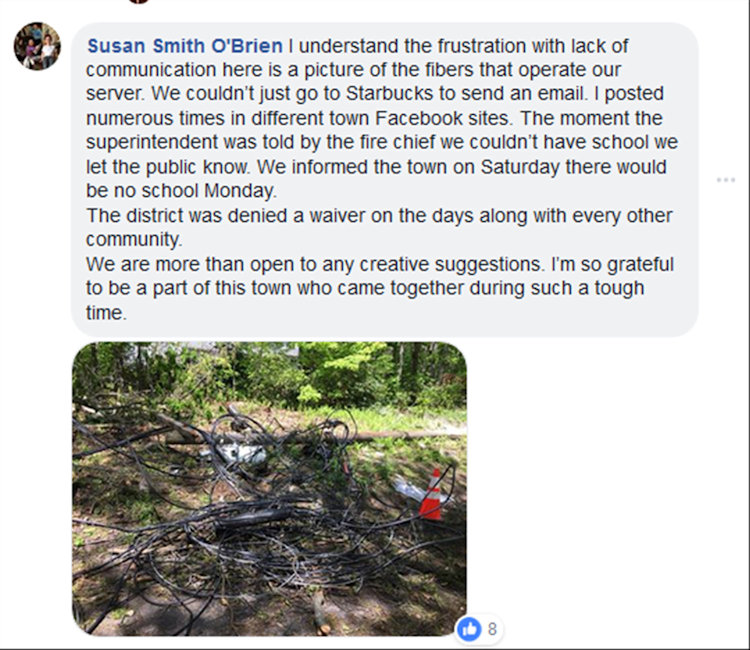 Susan Smith O'Brien I understand the frustration with lack of
communication here is a picture of the fibers that operate our
server. We couldn't just go to Starbucks to send an email. I posted
numerous times in different town Facebook sites. The moment the
superintendent was told by the fire chief we couldn't have school we
let the public know. We informed the town on Saturday there would
be no school Monday.
The district was denied a waiver on the days along with every other
community.
We are more than open to any creative suggestions. I'm so grateful
to be a part of this town who came together during such a tough
time.
8